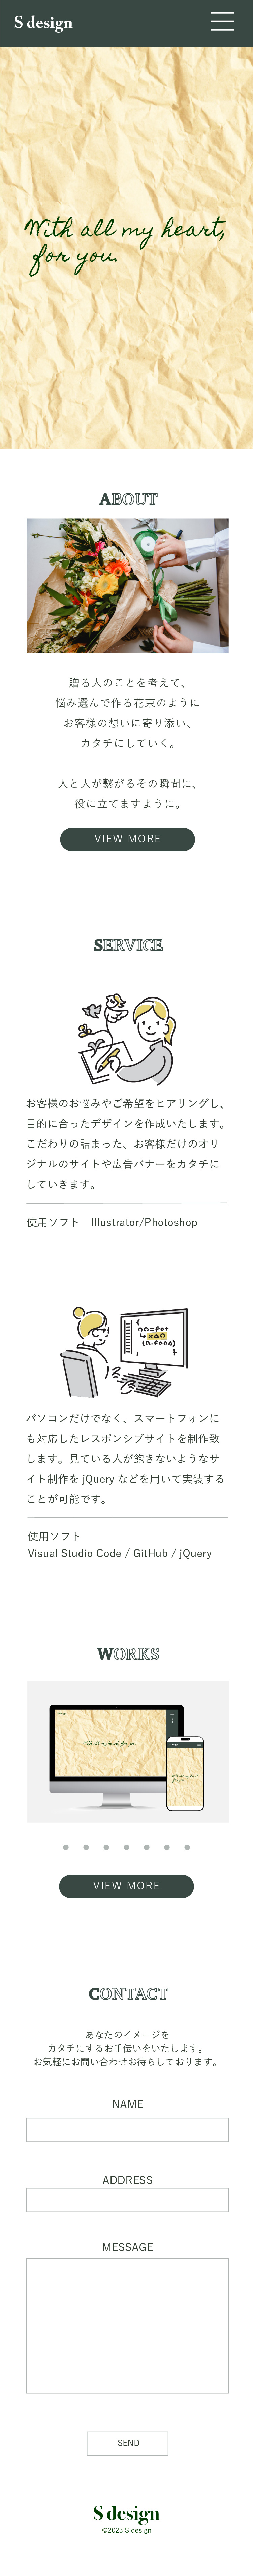 S design
With all my heart,
for you.
ABOUT
贈る人のことを考えて、
悩み選んで作る花束のように
お客様の想いに寄り添い、
カタチにしていく。
人と人が繋がるその瞬間に、
役に立てますように。
VIEW MORE
SERVICE
お客様のお悩みやご希望をヒアリングし、
目的に合ったデザインを作成いたします。
こだわりの詰まった、お客様だけのオリ
ジナルのサイトや広告バナーをカタチに
していきます。
使用ソフト　Illustrator/Photoshop
パソコンだけでなく、スマートフォンに
も対応したレスポンシブサイトを制作致
します。見ている人が飽きないようなサ
イト制作を jQuery などを用いて実装する
ことが可能です。
使用ソフト
Visual Studio Code / GitHub / jQuery
WORKS
With all my heart, for you.
With all my heart,
for you.
VIEW MORE
CONTACT
あなたのイメージを
カタチにするお手伝いをいたします。
お気軽にお問い合わせお待ちしております。
NAME
ADDRESS
MESSAGE
SEND
S design
©2023 S design